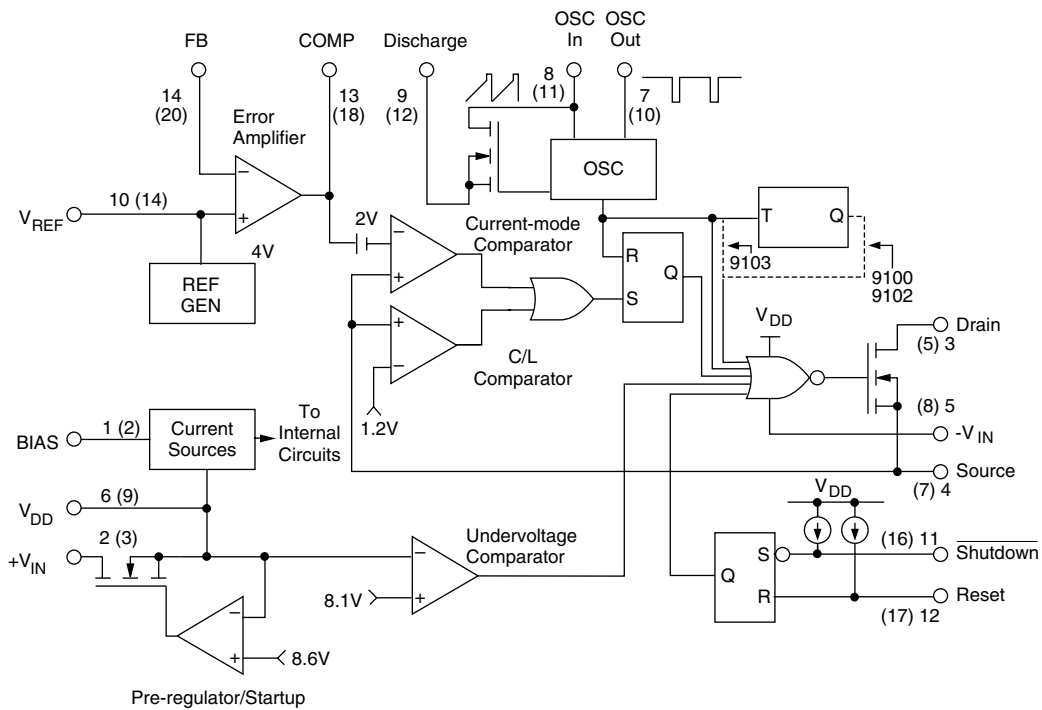 OSC In
OSC Out
FB
COMP
Discharge
14 (20)
13 (18)
9 (12)
8 (11)
7 (10)
Error Amplifier
−
+
OSC
VREF
10 (14)
4V
REF GEN
2V
−
+
Current-mode Comparator
T
Q
9103
9100
9102
R
S
Q
+
−
C/L Comparator
1.2V
VDD
Drain
(5) 3
(8) 5
-VIN
Source
(7) 4
BIAS
1 (2)
Current Sources
To Internal Circuits
VDD
6 (9)
+VIN
2 (3)
Undervoltage Comparator
−
+
8.1V
−
+
8.6V
Pre-regulator/Startup
VDD
Q
S
R
(16) 11
Shutdown
(17) 12
Reset